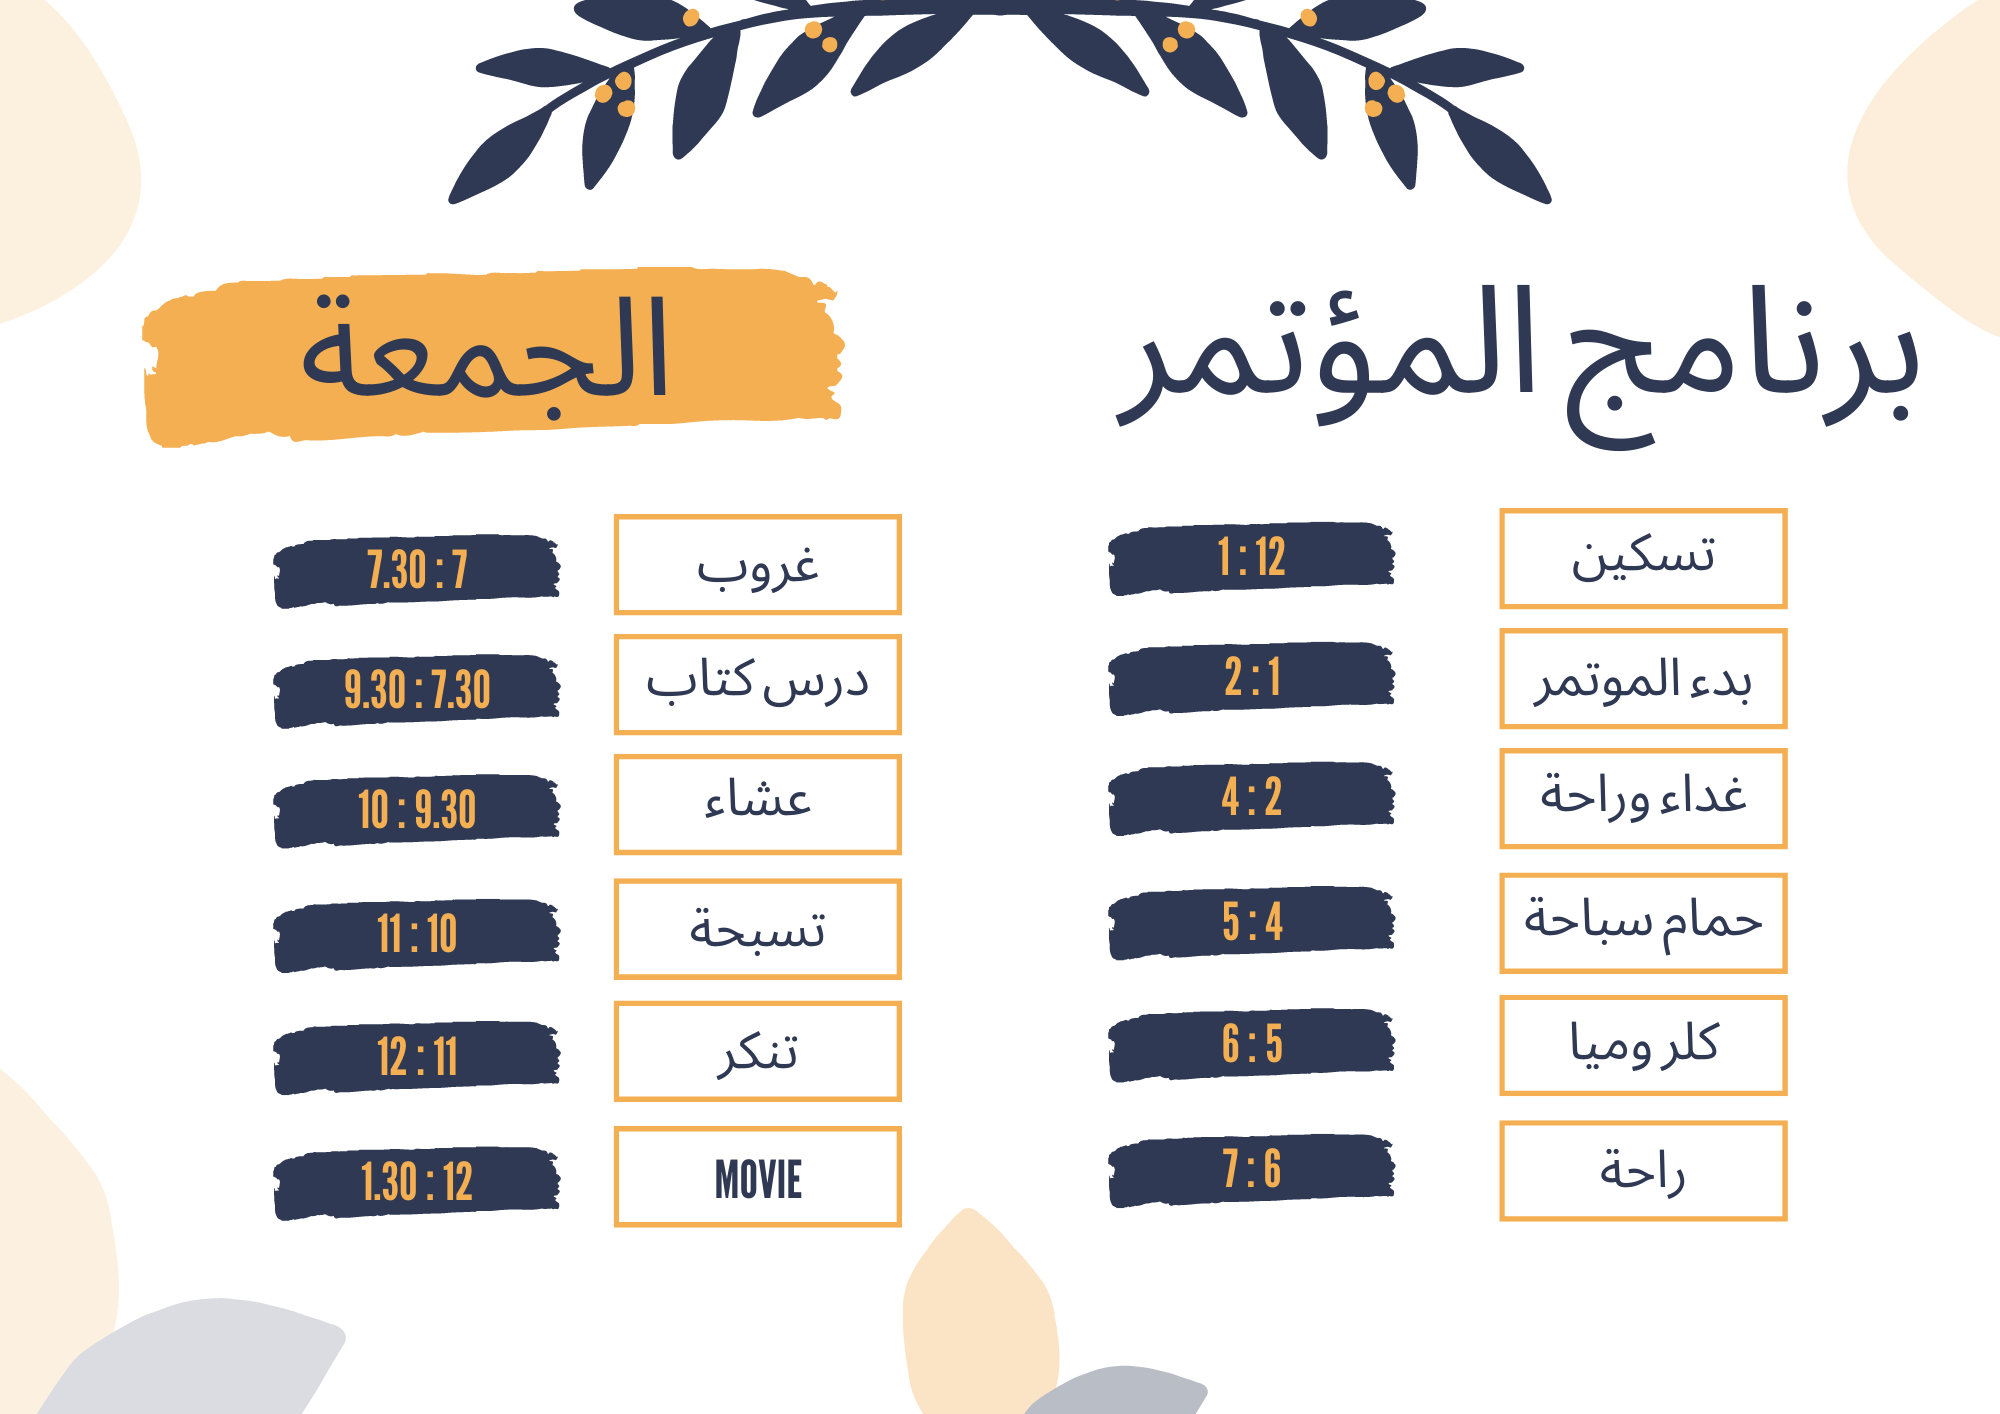 برنامج المؤتمر
الجمعة
تسكين
1 : 12
بدء الموتمر
2 : 1
غداء وراحة
4 : 2
حمام سباحة
5 : 4
كلر وميا
6 : 5
راحة
7 : 6
غروب
7.30 : 7
درس كتاب
9.30 : 7.30
عشاء
10 : 9.30
تسبحة
11 : 10
تنكر
12 : 11
MOVIE
1.30 : 12